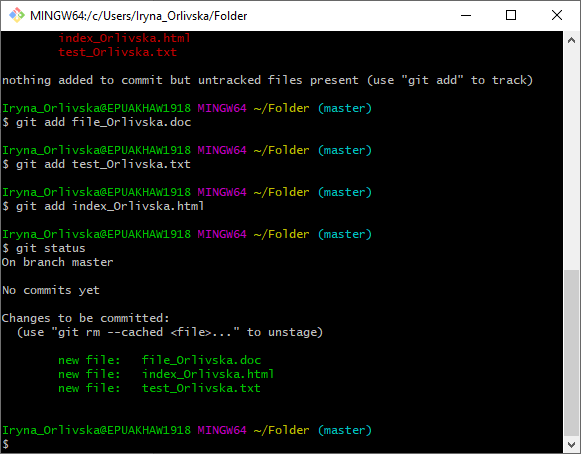 MINGW64:/c/Users/Iryna_Orlivska/Folder
index_Orlivska.html
test_Orlivska.txt
nothing added to commit but untracked files present (use "git add" to track)
Iryna_Orlivska@EPUAKHAW1918 MINGW64 ~/Folder (master)
$ git add file_Orlivska.doc
Iryna_Orlivska@EPUAKHAW1918 MINGW64 ~/Folder (master)
$ git add test_Orlivska.txt
Iryna_Orlivska@EPUAKHAW1918 MINGW64 ~/Folder (master)
$ git add index_Orlivska.html
Iryna_Orlivska@EPUAKHAW1918 MINGW64 ~/Folder (master)
$ git status
On branch master
No commits yet
Changes to be committed:
(use "git rm --cached <file>..." to unstage)
new file: file_Orlivska.doc
new file: index_Orlivska.html
new file: test_Orlivska.txt
Iryna_Orlivska@EPUAKHAW1918 MINGW64 ~/Folder (master)
$